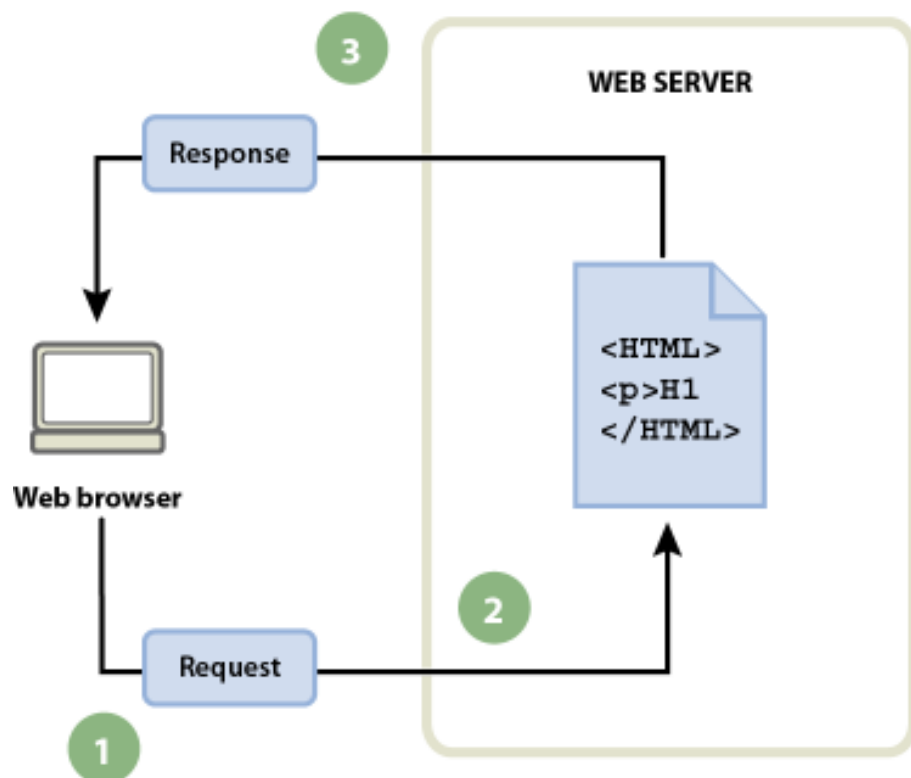 3
WEB SERVER
Response
<HTML>
<p>H1
</HTML>
Web browser
2
Request
1